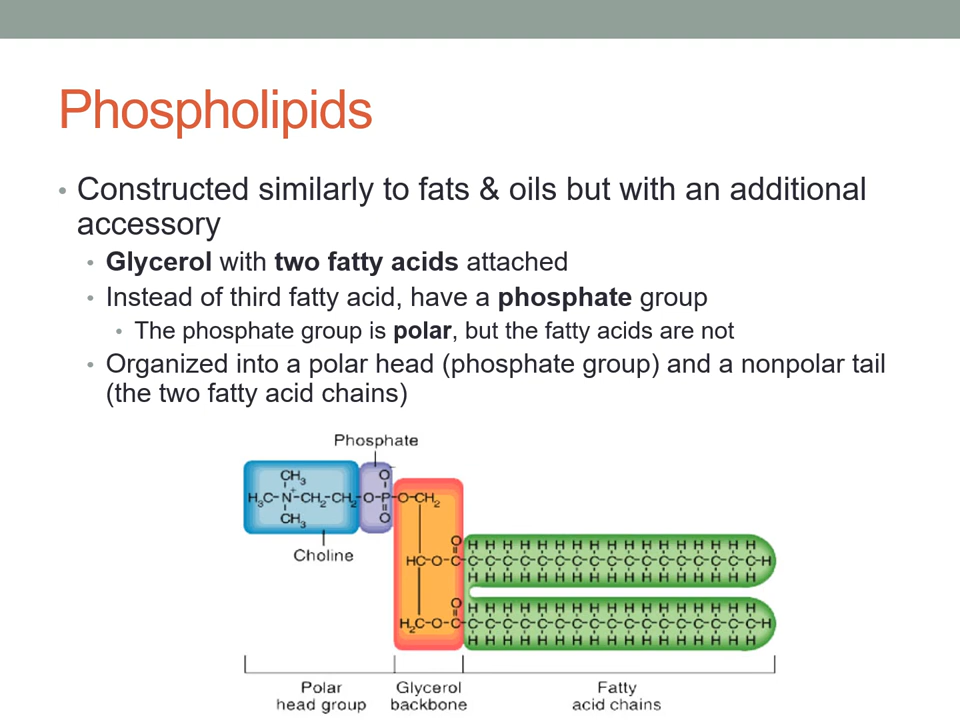 Phospholipids
• Constructed similarly to fats & oils but with an additional
accessory
• Glycerol with two fatty acids attached
• Instead of third fatty acid, have a phosphate group
• The phosphate group is polar, but the fatty acids are not
• Organized into a polar head (phosphate group) and a nonpolar tail
(the two fatty acid chains)
Phosphate
CH₃ O⁻
H₃C-N⁺-CH₂-CH₂-O-P-O-CH₂
CH₃ O
Choline
O H H H H H H H H H H H H H H H H H
HC-O-C-C-C-C-C-C-C-C-C-C-C-C-C-C-C-C-C-C-H
H H H H H H H H H H H H H H H H H
O H H H H H H H H H H H H H H H H H
H₂C-O-C-C-C-C-C-C-C-C-C-C-C-C-C-C-C-C-C-C-H
H H H H H H H H H H H H H H H H H
Polar Glycerol Fatty
head group backbone acid chains